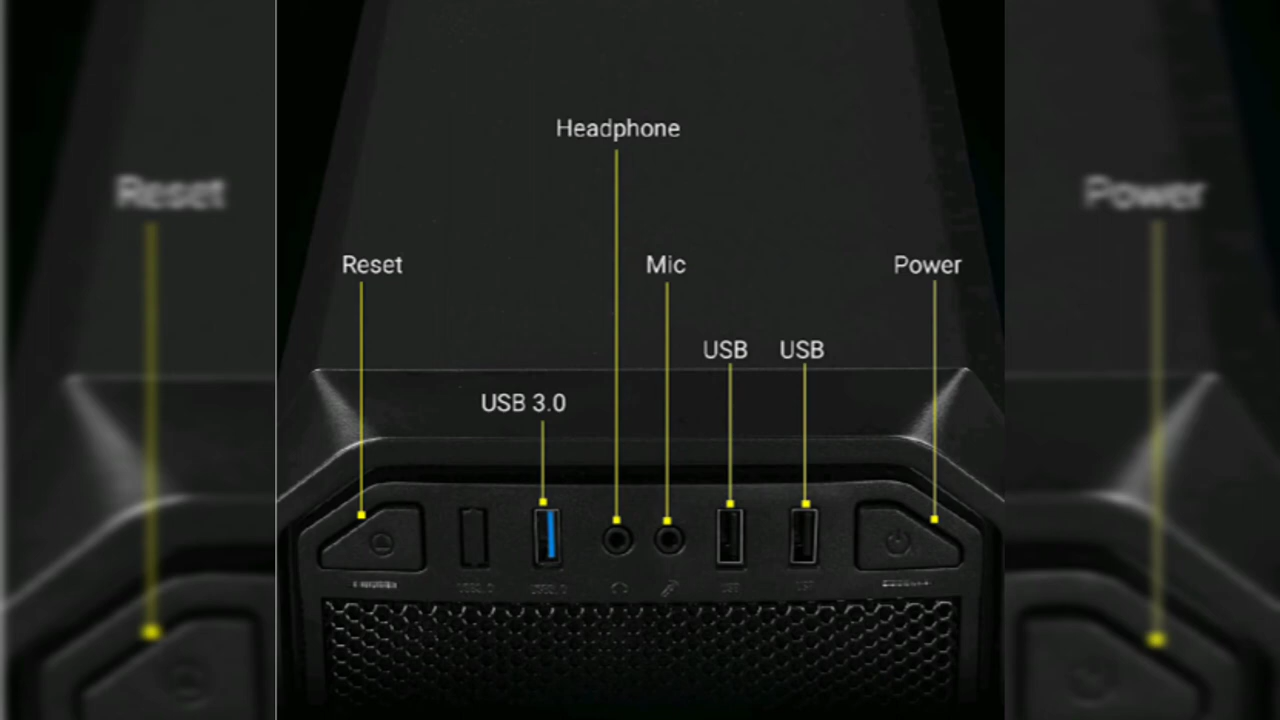 Headphone
Reset
Power
Reset
Mic
Power
USB
USB
USB 3.0